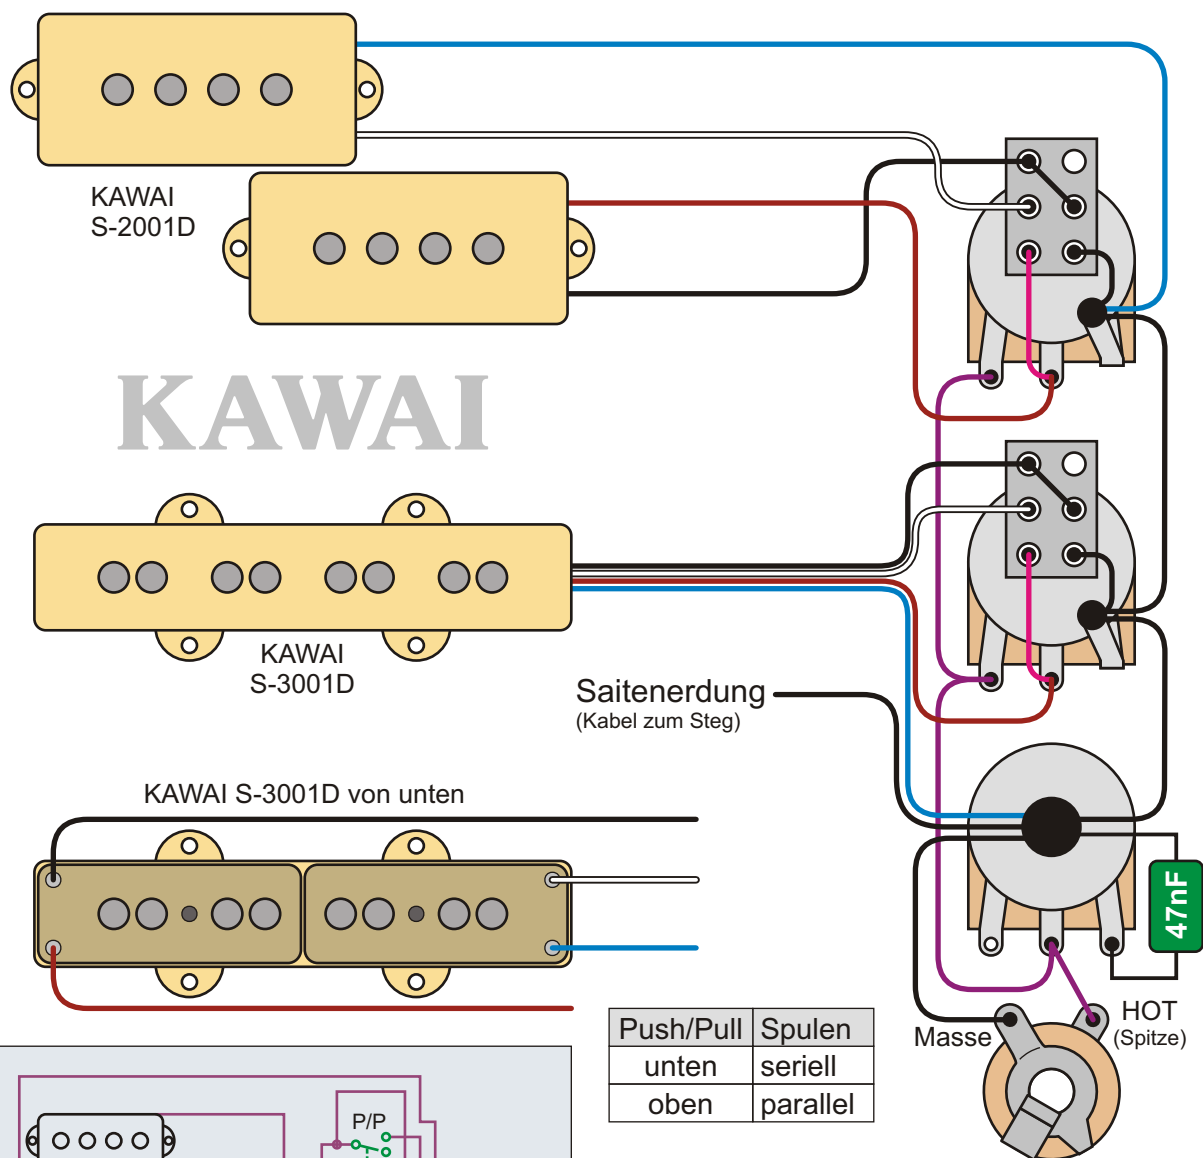 KAWAI
S-2001D
KAWAI
KAWAI
S-3001D
Saitenerdung
(Kabel zum Steg)
KAWAI S-3001D von unten
47nF
Push/Pull Spulen
unten seriell
oben parallel
Masse
HOT
(Spitze)
P/P